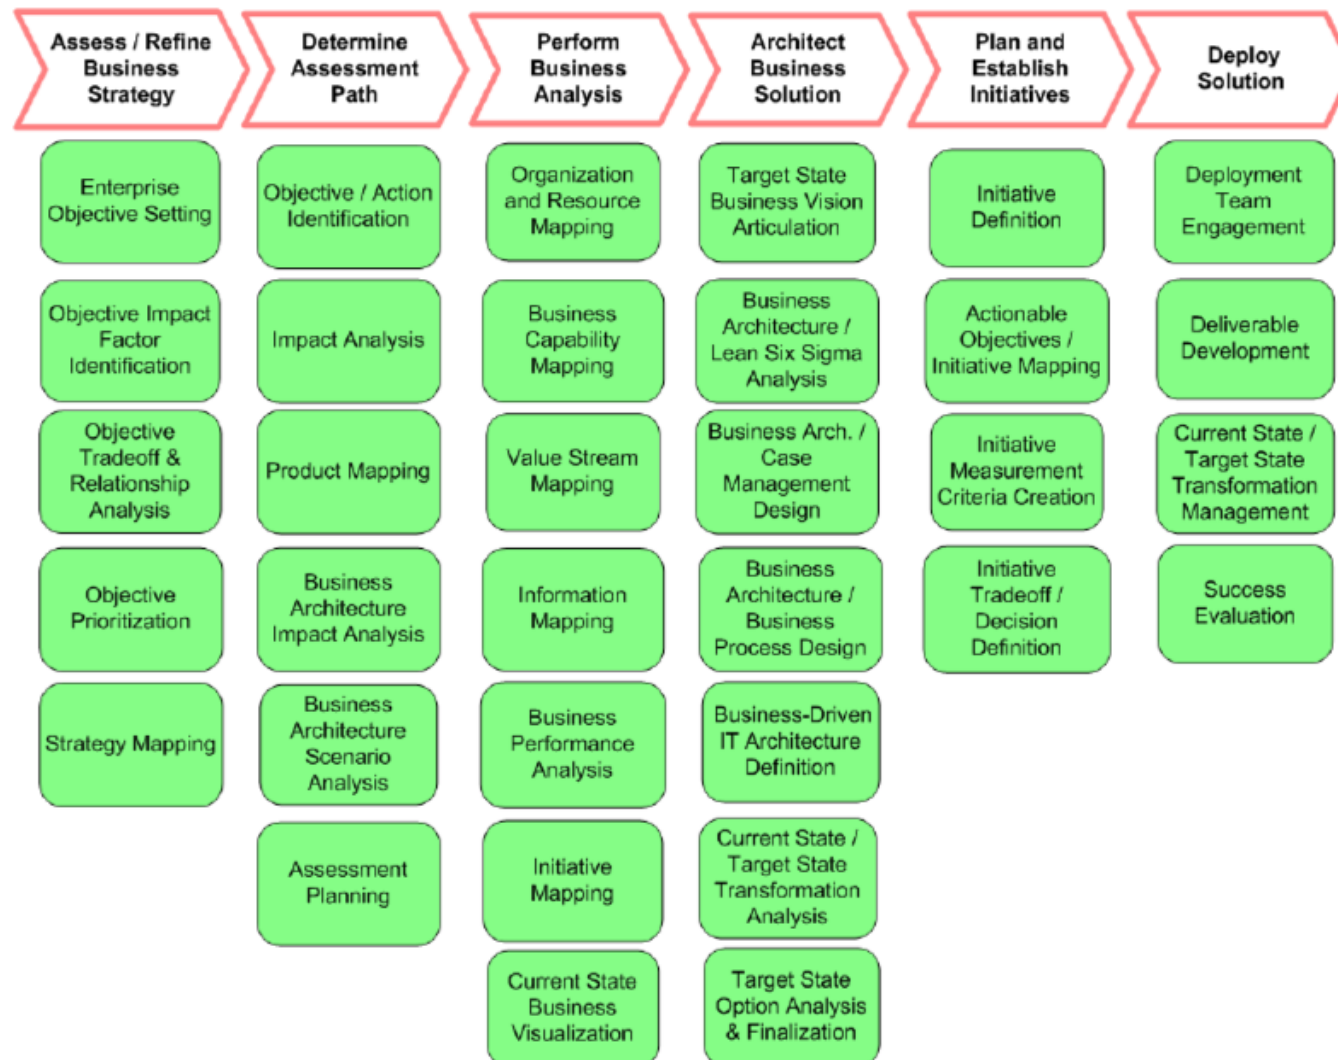 Assess / Refine
Business
Strategy
Determine
Assessment
Path
Perform
Business
Analysis
Architect
Business
Solution
Plan and
Establish
Initiatives
Deploy
Solution
Enterprise
Objective Setting
Objective Impact
Factor
Identification
Objective
Tradeoff &
Relationship
Analysis
Objective
Prioritization
Strategy Mapping
Objective / Action
Identification
Impact Analysis
Product Mapping
Business
Architecture
Impact Analysis
Business
Architecture
Scenario
Analysis
Assessment
Planning
Organization
and Resource
Mapping
Business
Capability
Mapping
Value Stream
Mapping
Information
Mapping
Business
Performance
Analysis
Initiative
Mapping
Current State
Business
Visualization
Target State
Business Vision
Articulation
Business
Architecture /
Lean Six Sigma
Analysis
Business Arch. /
Case
Management
Design
Business
Architecture /
Business
Process Design
Business-Driven
IT Architecture
Definition
Current State /
Target State
Transformation
Analysis
Target State
Option Analysis
& Finalization
Initiative
Definition
Actionable
Objectives /
Initiative Mapping
Initiative
Measurement
Criteria Creation
Initiative
Tradeoff /
Decision
Definition
Deployment
Team
Engagement
Deliverable
Development
Current State /
Target State
Transformation
Management
Success
Evaluation